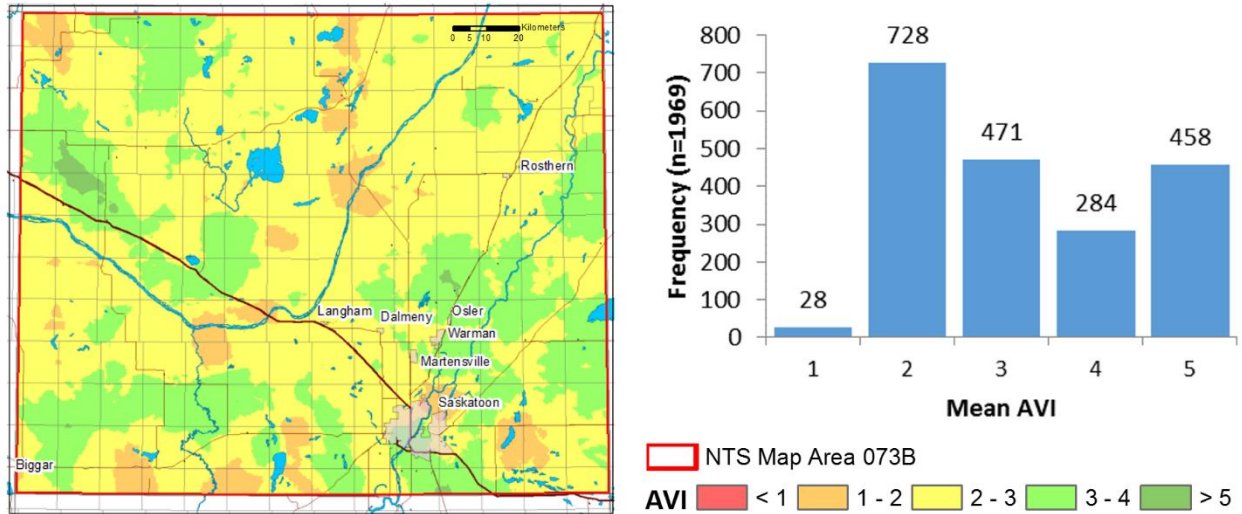 Kilometers
0 5 10 20
Rosthern
Langham
Dalmeny
Osler
Warman
Martensville
Saskatoon
Biggar
Frequency (n=1969)
800
700
600
500
400
300
200
100
0
28
728
471
284
458
1 2 3 4 5
Mean AVI
NTS Map Area 073B
AVI < 1 1 - 2 2 - 3 3 - 4 > 5